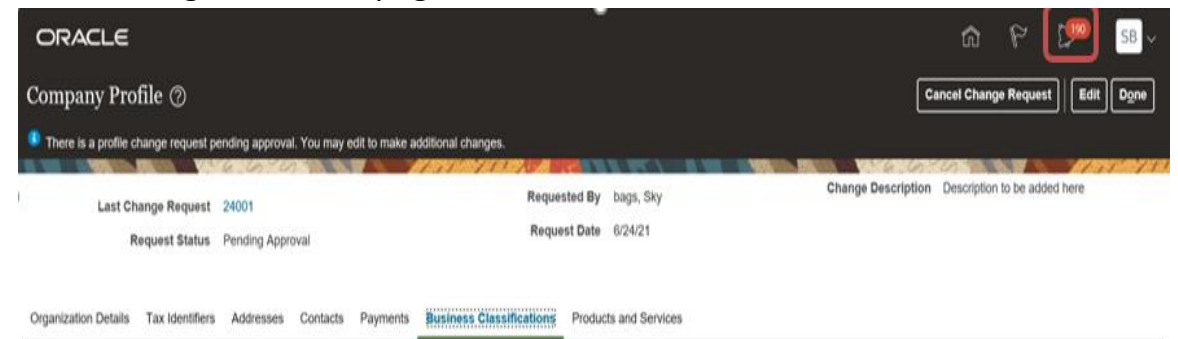 ORACLE
190
SB
Company Profile ?
Cancel Change Request Edit Done
There is a profile change request pending approval. You may edit to make additional changes.
Last Change Request 24001
Request Status Pending Approval
Requested By bags, Sky
Request Date 6/24/21
Change Description Description to be added here
Organization Details Tax Identifiers Addresses Contacts Payments Business Classifications Products and Services